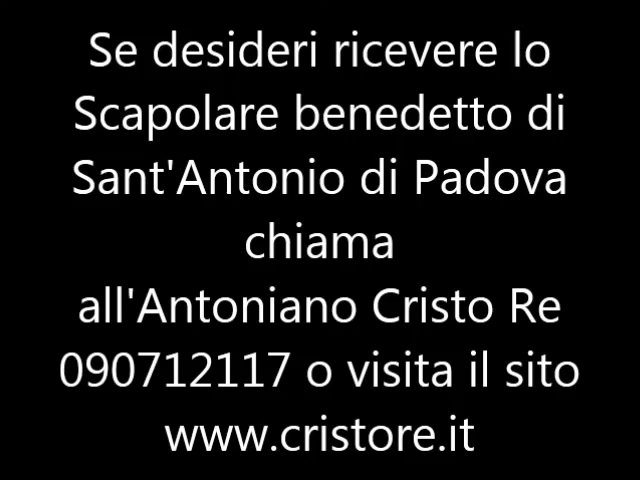 Se desideri ricevere lo
Scapolare benedetto di
Sant'Antonio di Padova
chiama
all'Antoniano Cristo Re
090712117 o visita il sito
www.cristore.it